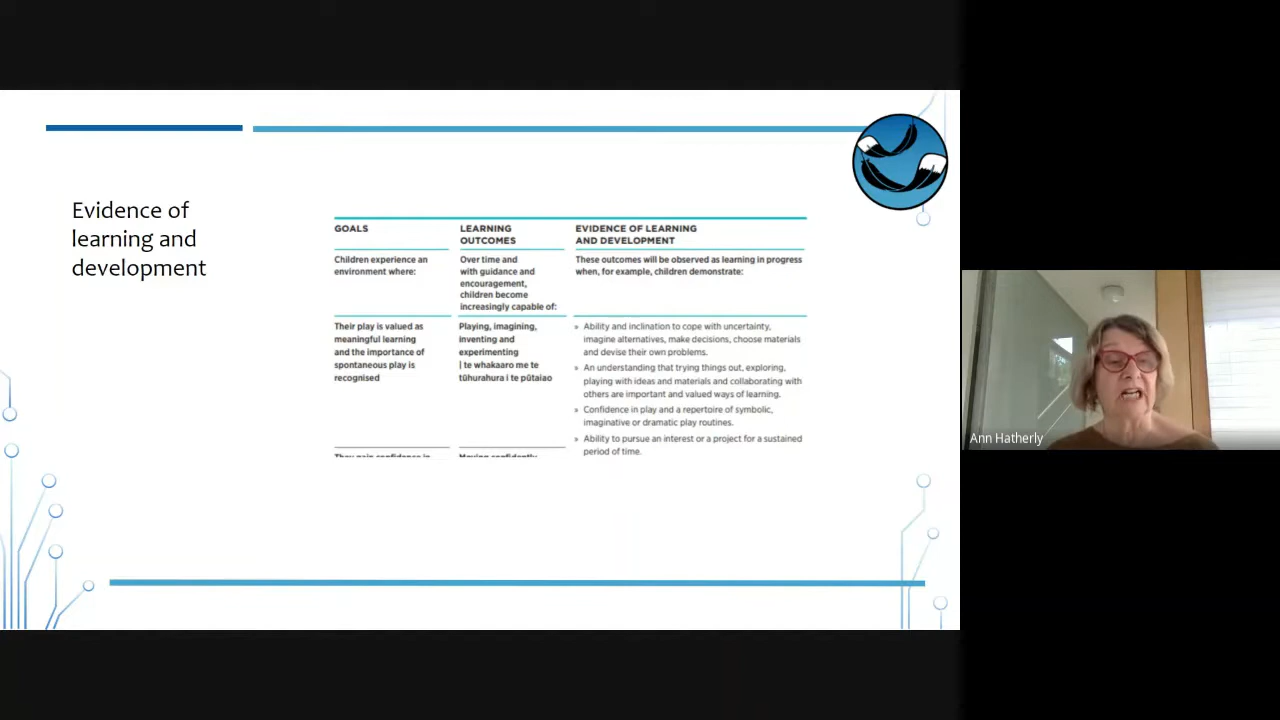 Evidence of
learning and
development
GOALS
LEARNING
OUTCOMES
EVIDENCE OF LEARNING
AND DEVELOPMENT
Children experience an
environment where:
Over time and
with guidance and
encouragement,
children become
increasingly capable of:
These outcomes will be observed as learning in progress
when, for example, children demonstrate:
Their play is valued as
meaningful learning
and the importance of
spontaneous play is
recognised
Playing, imagining,
inventing and
experimenting
| te whakaaro me te
tūhurahura i te pūtaiao
» Ability and inclination to cope with uncertainty,
imagine alternatives, make decisions, choose materials
and devise their own problems.
» An understanding that trying things out, exploring,
playing with ideas and materials and collaborating with
others are important and valued ways of learning.
» Confidence in play and a repertoire of symbolic,
imaginative or dramatic play routines.
» Ability to pursue an interest or a project for a sustained
period of time.
They gain confidence in
Moving confidently
Ann Hatherly